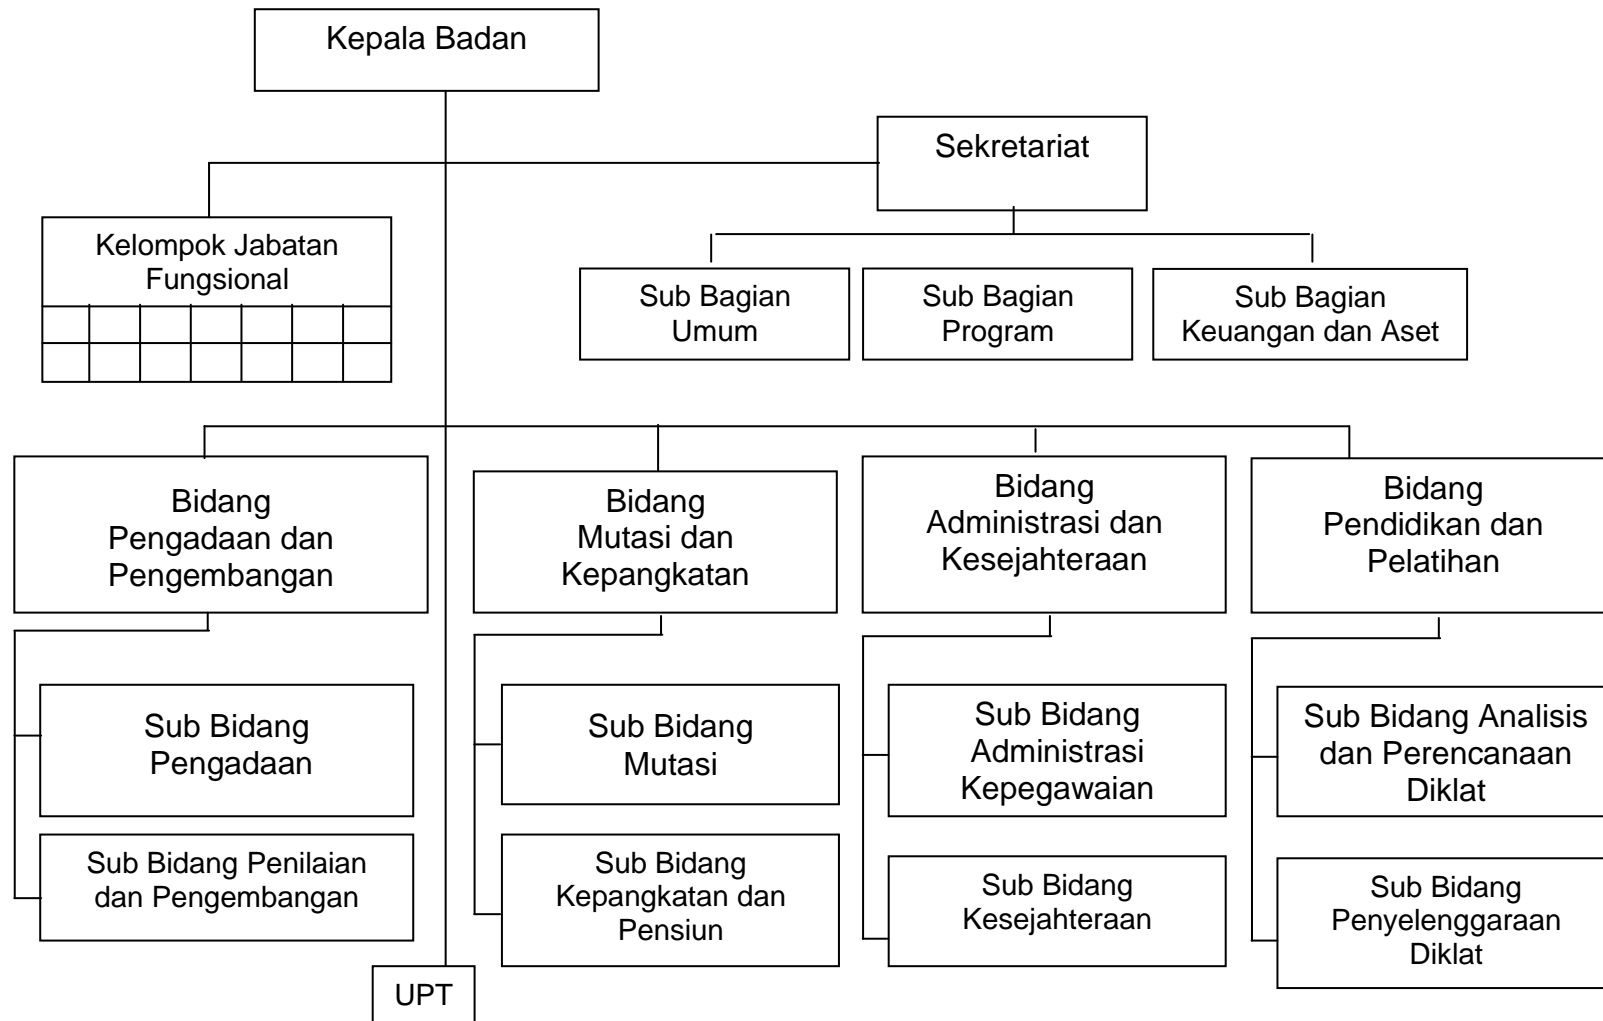 Kepala Badan
Sekretariat
Kelompok Jabatan
Fungsional
Sub Bagian
Umum
Sub Bagian
Program
Sub Bagian
Keuangan dan Aset
Bidang
Pengadaan dan
Pengembangan
Bidang
Mutasi dan
Kepangkatan
Bidang
Administrasi dan
Kesejahteraan
Bidang
Pendidikan dan
Pelatihan
Sub Bidang
Pengadaan
Sub Bidang
Mutasi
Sub Bidang
Administrasi
Kepegawaian
Sub Bidang Analisis
dan Perencanaan
Diklat
Sub Bidang Penilaian
dan Pengembangan
Sub Bidang
Kepangkatan dan
Pensiun
Sub Bidang
Kesejahteraan
Sub Bidang
Penyelenggaraan
Diklat
UPT